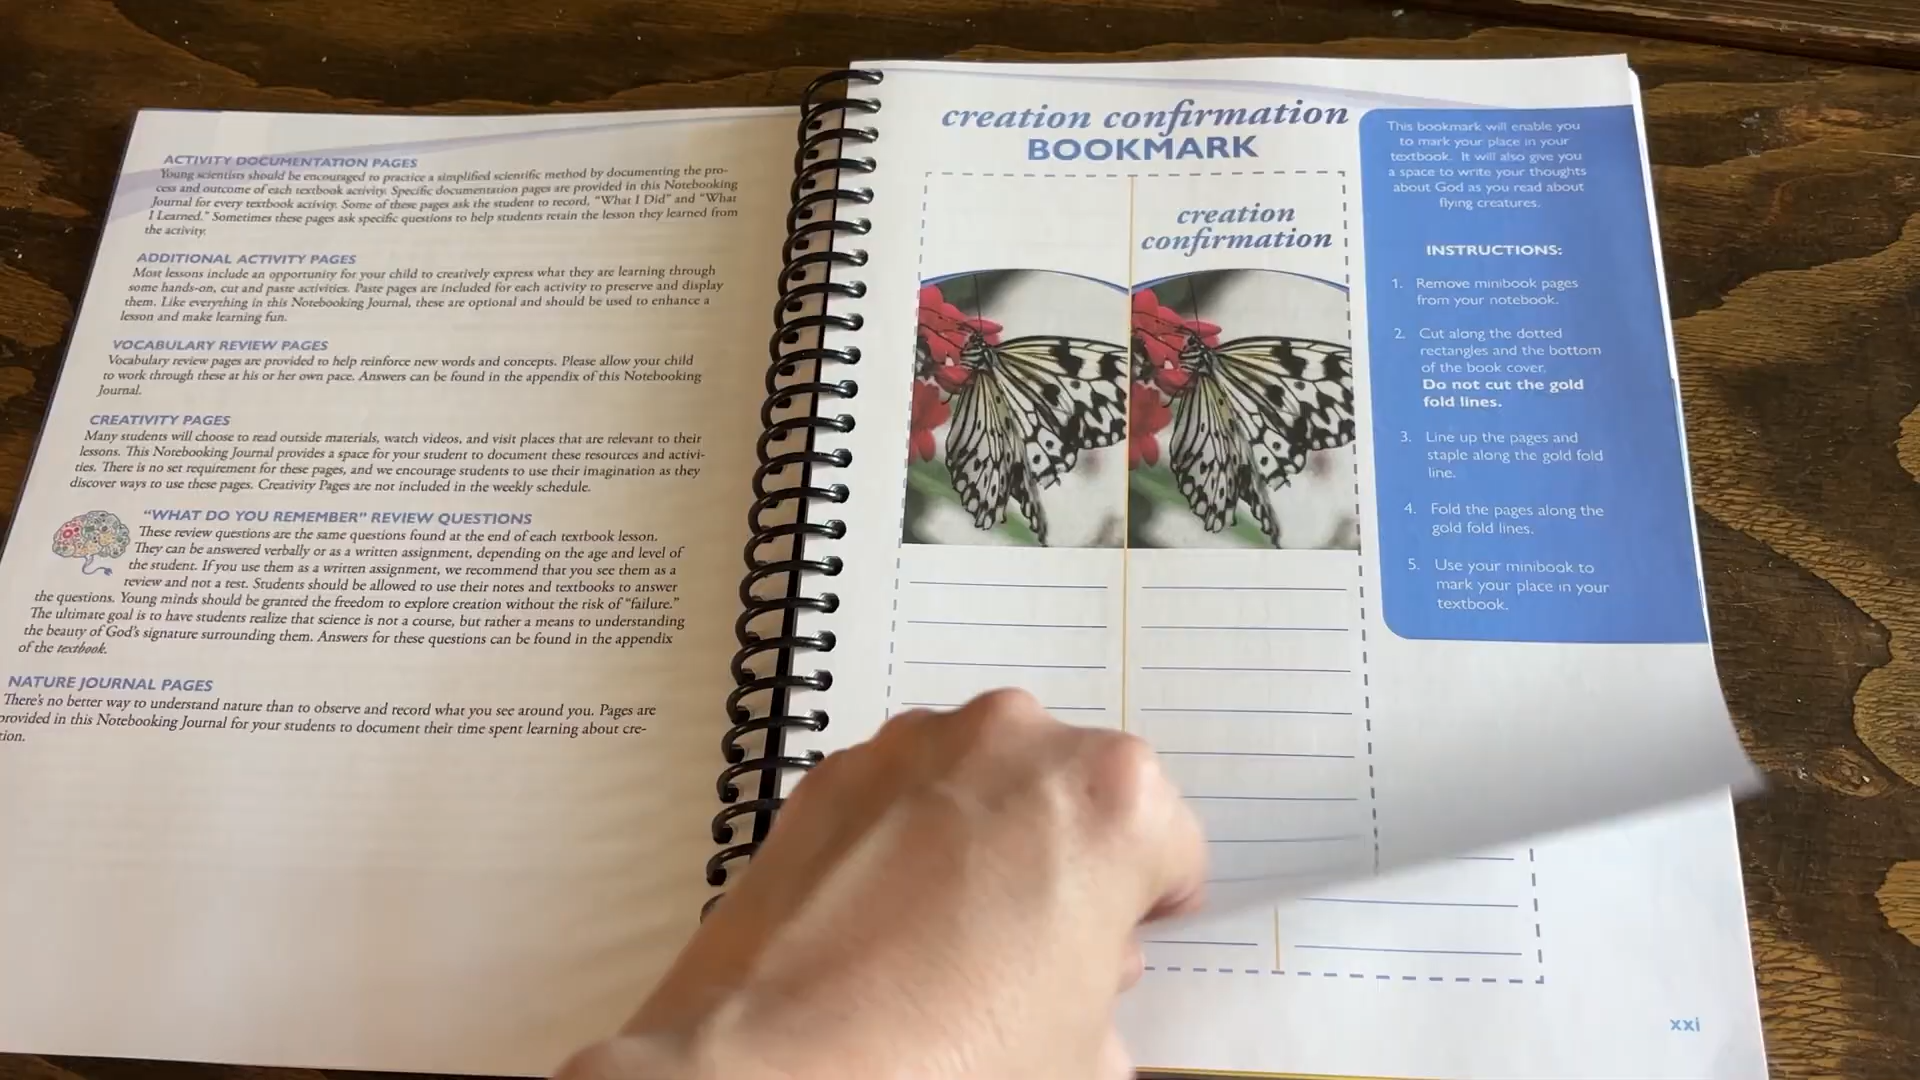 ACTIVITY DOCUMENTATION PAGES
Young scientists should be encouraged to practice a simplified scientific method by documenting the pro-
cess and outcome of each textbook activity. Specific documentation pages are provided in this Notebooking
Journal for every textbook activity. Some of these pages ask the student to record, "What I Did" and "What
I Learned." Sometimes these pages ask specific questions to help students retain the lesson they learned from
the activity.
ADDITIONAL ACTIVITY PAGES
Most lessons include an opportunity for your child to creatively express what they are learning through
some hands-on, cut and paste activities. Paste pages are included for each activity to preserve and display
them. Like everything in this Notebooking Journal, these are optional and should be used to enhance a
lesson and make learning fun.
VOCABULARY REVIEW PAGES
Vocabulary review pages are provided to help reinforce new words and concepts. Please allow your child
to work through these at his or her own pace. Answers can be found in the appendix of this Notebooking
Journal.
CREATIVITY PAGES
Many students will choose to read outside materials, watch videos, and visit places that are relevant to their
lessons. This Notebooking Journal provides a space for your student to document these resources and activi-
ties. There is no set requirement for these pages, and we encourage students to use their imagination as they
discover ways to use these pages. Creativity Pages are not included in the weekly schedule.
"WHAT DO YOU REMEMBER" REVIEW QUESTIONS
These review questions are the same questions found at the end of each textbook lesson.
They can be answered verbally or as a written assignment, depending on the age and level of
the student. If you use them as a written assignment, we recommend that you see them as a
review and not a test. Students should be allowed to use their notes and textbooks to answer
the questions. Young minds should be granted the freedom to explore creation without the risk of "failure."
The ultimate goal is to have students realize that science is not a course, but rather a means to understanding
the beauty of God's signature surrounding them. Answers for these questions can be found in the appendix
of the textbook.
NATURE JOURNAL PAGES
There's no better way to understand nature than to observe and record what you see around you. Pages are
provided in this Notebooking Journal for your students to document their time spent learning about cre-
tion.
creation confirmation
BOOKMARK
creation
confirmation
This bookmark will enable you
to mark your place in your
textbook. It will also give you
a space to write your thoughts
about God as you read about
flying creatures.
INSTRUCTIONS:
1. Remove minibook pages
from your notebook.
2. Cut along the dotted
rectangles and the bottom
of the book cover.
Do not cut the gold
fold lines.
3. Line up the pages and
staple along the gold fold
line.
4. Fold the pages along the
gold fold lines.
5. Use your minibook to
mark your place in your
textbook.
xxi